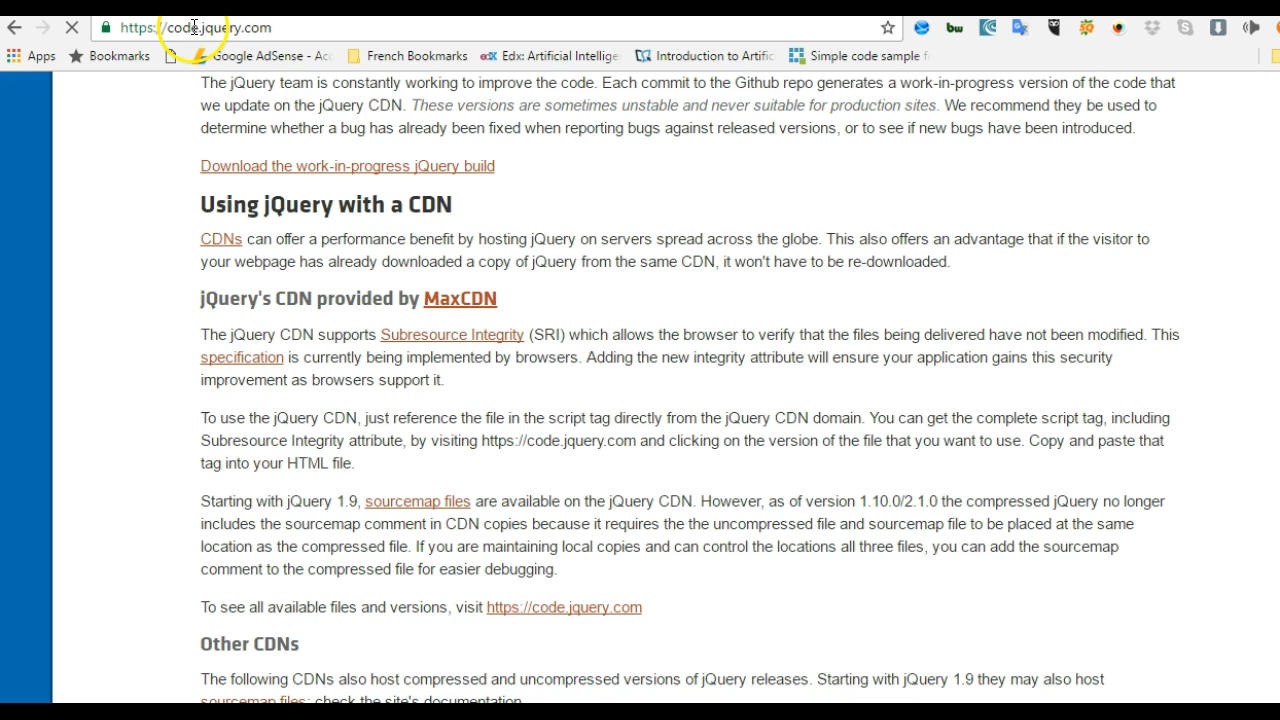 https://code.jquery.com
bw
Apps Bookmarks Google AdSense - Acc French Bookmarks edX Edx: Artificial Intellige Introduction to Artific Simple code sample f
The jQuery team is constantly working to improve the code. Each commit to the Github repo generates a work-in-progress version of the code that
we update on the jQuery CDN. These versions are sometimes unstable and never suitable for production sites. We recommend they be used to
determine whether a bug has already been fixed when reporting bugs against released versions, or to see if new bugs have been introduced.
Download the work-in-progress jQuery build
Using jQuery with a CDN
CDNs can offer a performance benefit by hosting jQuery on servers spread across the globe. This also offers an advantage that if the visitor to
your webpage has already downloaded a copy of jQuery from the same CDN, it won't have to be re-downloaded.
jQuery's CDN provided by MaxCDN
The jQuery CDN supports Subresource Integrity (SRI) which allows the browser to verify that the files being delivered have not been modified. This
specification is currently being implemented by browsers. Adding the new integrity attribute will ensure your application gains this security
improvement as browsers support it.
To use the jQuery CDN, just reference the file in the script tag directly from the jQuery CDN domain. You can get the complete script tag, including
Subresource Integrity attribute, by visiting https://code.jquery.com and clicking on the version of the file that you want to use. Copy and paste that
tag into your HTML file.
Starting with jQuery 1.9, sourcemap files are available on the jQuery CDN. However, as of version 1.10.0/2.1.0 the compressed jQuery no longer
includes the sourcemap comment in CDN copies because it requires the the uncompressed file and sourcemap file to be placed at the same
location as the compressed file. If you are maintaining local copies and can control the locations all three files, you can add the sourcemap
comment to the compressed file for easier debugging.
To see all available files and versions, visit https://code.jquery.com
Other CDNs
The following CDNs also host compressed and uncompressed versions of jQuery releases. Starting with jQuery 1.9 they may also host
sourcemap files; check the site's documentation.